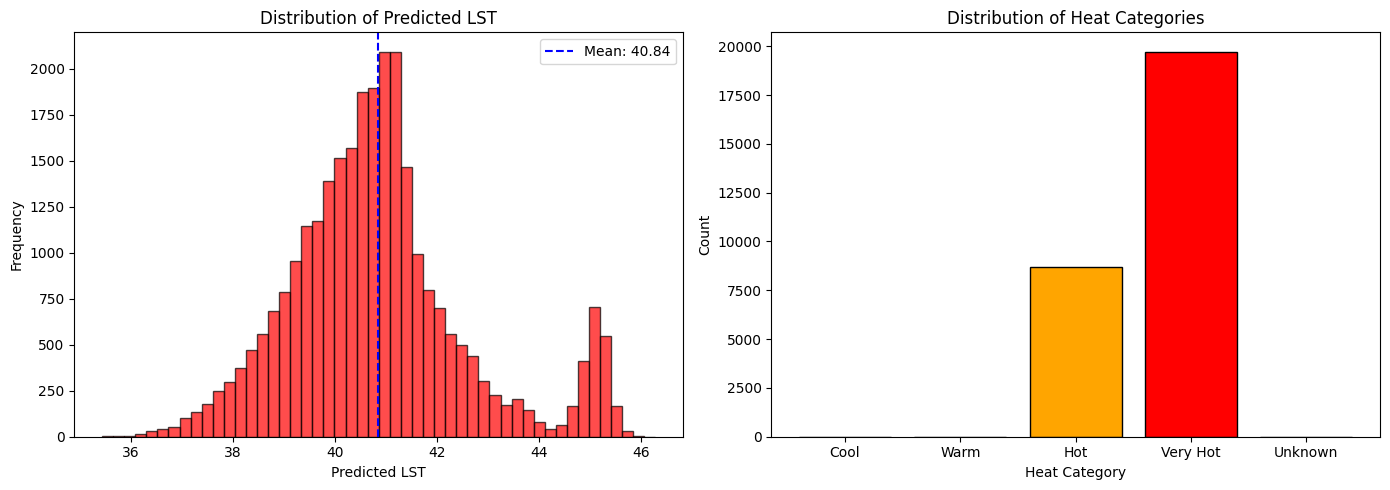 Distribution of Predicted LST
Mean: 40.84
Frequency
2000
1750
1500
1250
1000
750
500
250
0
36 38 40 42 44 46
Predicted LST
Distribution of Heat Categories
Count
20000
17500
15000
12500
10000
7500
5000
2500
0
Cool Warm Hot Very Hot Unknown
Heat Category